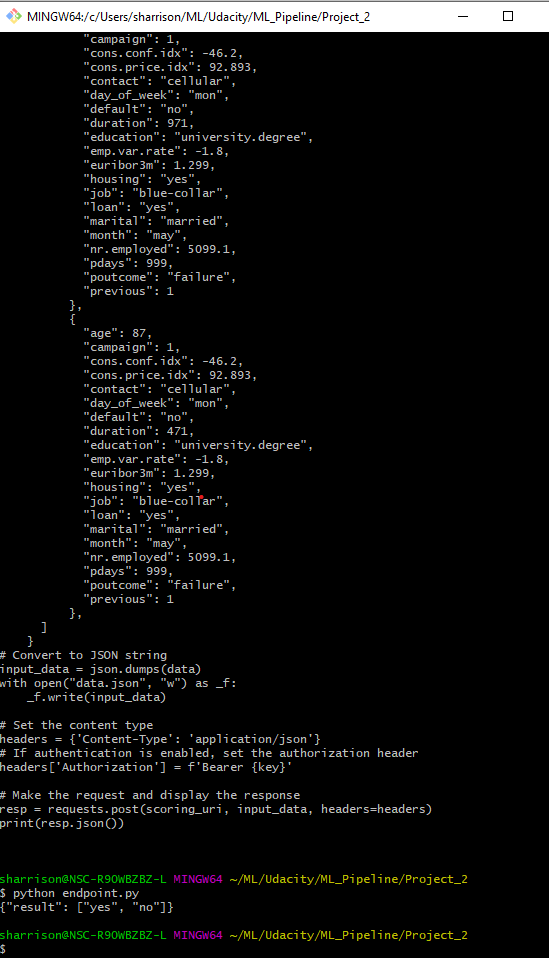 MINGW64:/c/Users/sharrison/ML/Udacity/ML_Pipeline/Project_2
"campaign": 1,
"cons.conf.idx": -46.2,
"cons.price.idx": 92.893,
"contact": "cellular",
"day_of_week": "mon",
"default": "no",
"duration": 971,
"education": "university.degree",
"emp.var.rate": -1.8,
"euribor3m": 1.299,
"housing": "yes",
"job": "blue-collar",
"loan": "yes",
"marital": "married",
"month": "may",
"nr.employed": 5099.1,
"pdays": 999,
"poutcome": "failure",
"previous": 1
},
{
"age": 87,
"campaign": 1,
"cons.conf.idx": -46.2,
"cons.price.idx": 92.893,
"contact": "cellular",
"day_of_week": "mon",
"default": "no",
"duration": 471,
"education": "university.degree",
"emp.var.rate": -1.8,
"euribor3m": 1.299,
"housing": "yes",
"job": "blue-collar",
"loan": "yes",
"marital": "married",
"month": "may",
"nr.employed": 5099.1,
"pdays": 999,
"poutcome": "failure",
"previous": 1
},
]
}
# Convert to JSON string
input_data = json.dumps(data)
with open("data.json", "w") as _f:
_f.write(input_data)
# Set the content type
headers = {'Content-Type': 'application/json'}
# If authentication is enabled, set the authorization header
headers['Authorization'] = f'Bearer {key}'
# Make the request and display the response
resp = requests.post(scoring_uri, input_data, headers=headers)
print(resp.json())
sharrison@NSC-R90WBZBZ-L MINGW64 ~/ML/Udacity/ML_Pipeline/Project_2
$ python endpoint.py
{"result": ["yes", "no"]}
sharrison@NSC-R90WBZBZ-L MINGW64 ~/ML/Udacity/ML_Pipeline/Project_2
$